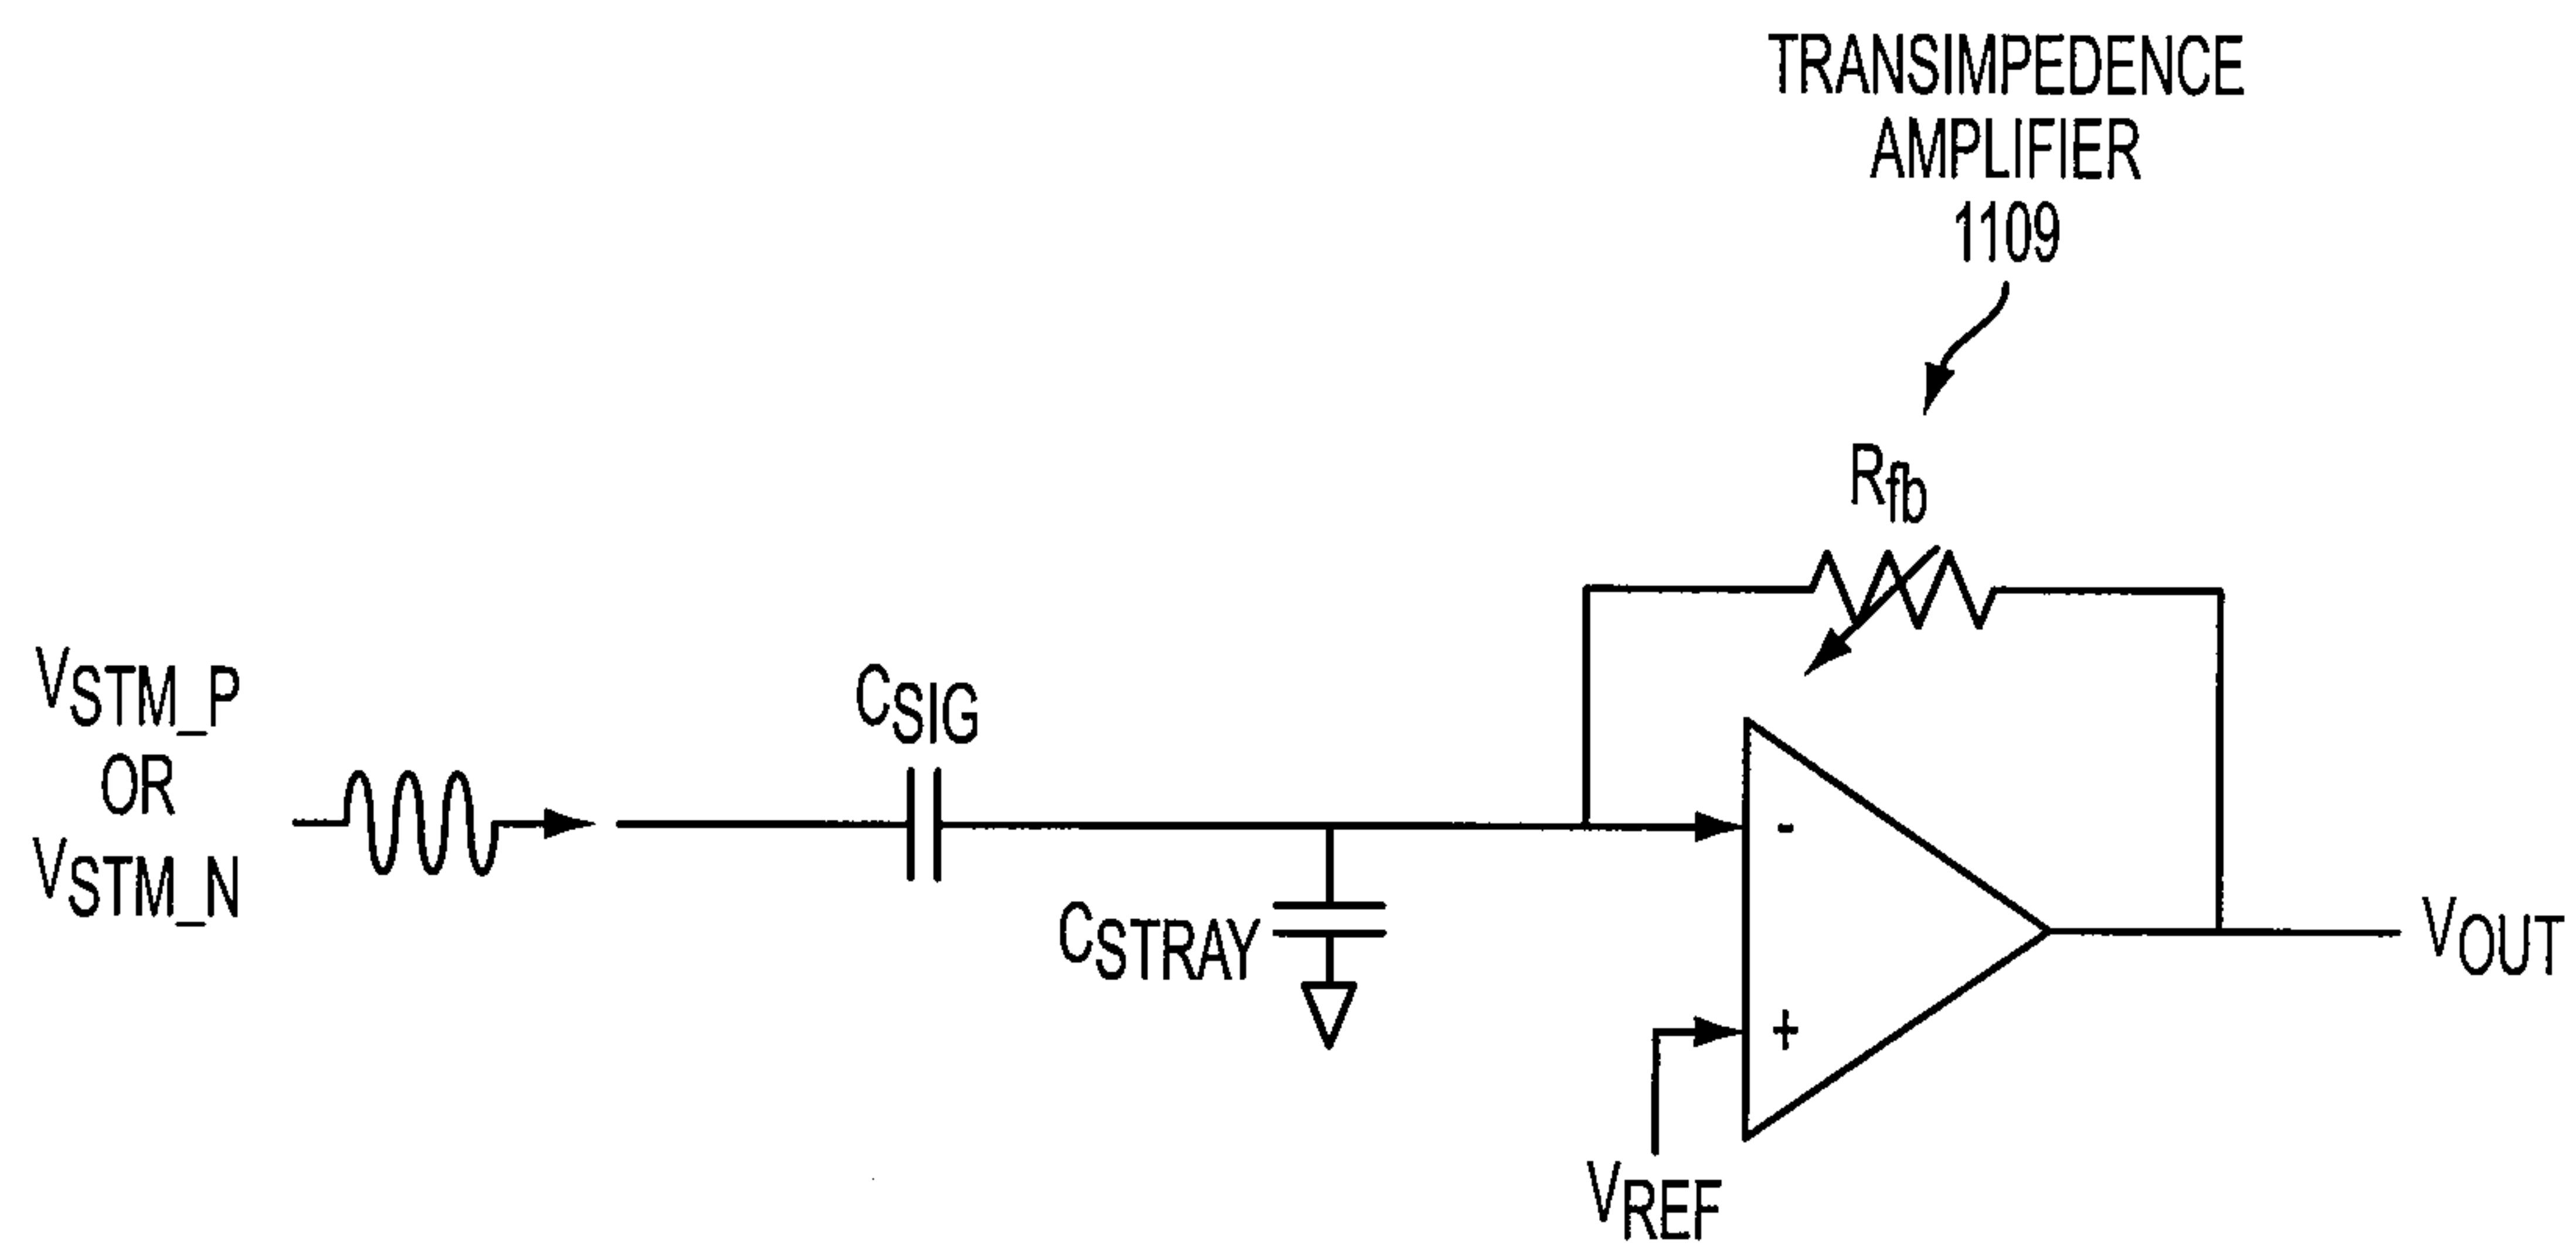 TRANSIMPEDENCE
AMPLIFIER
1109
Rfb
VSTM_P
OR
VSTM_N
CSIG
CSTRAY
-
+
VREF
VOUT